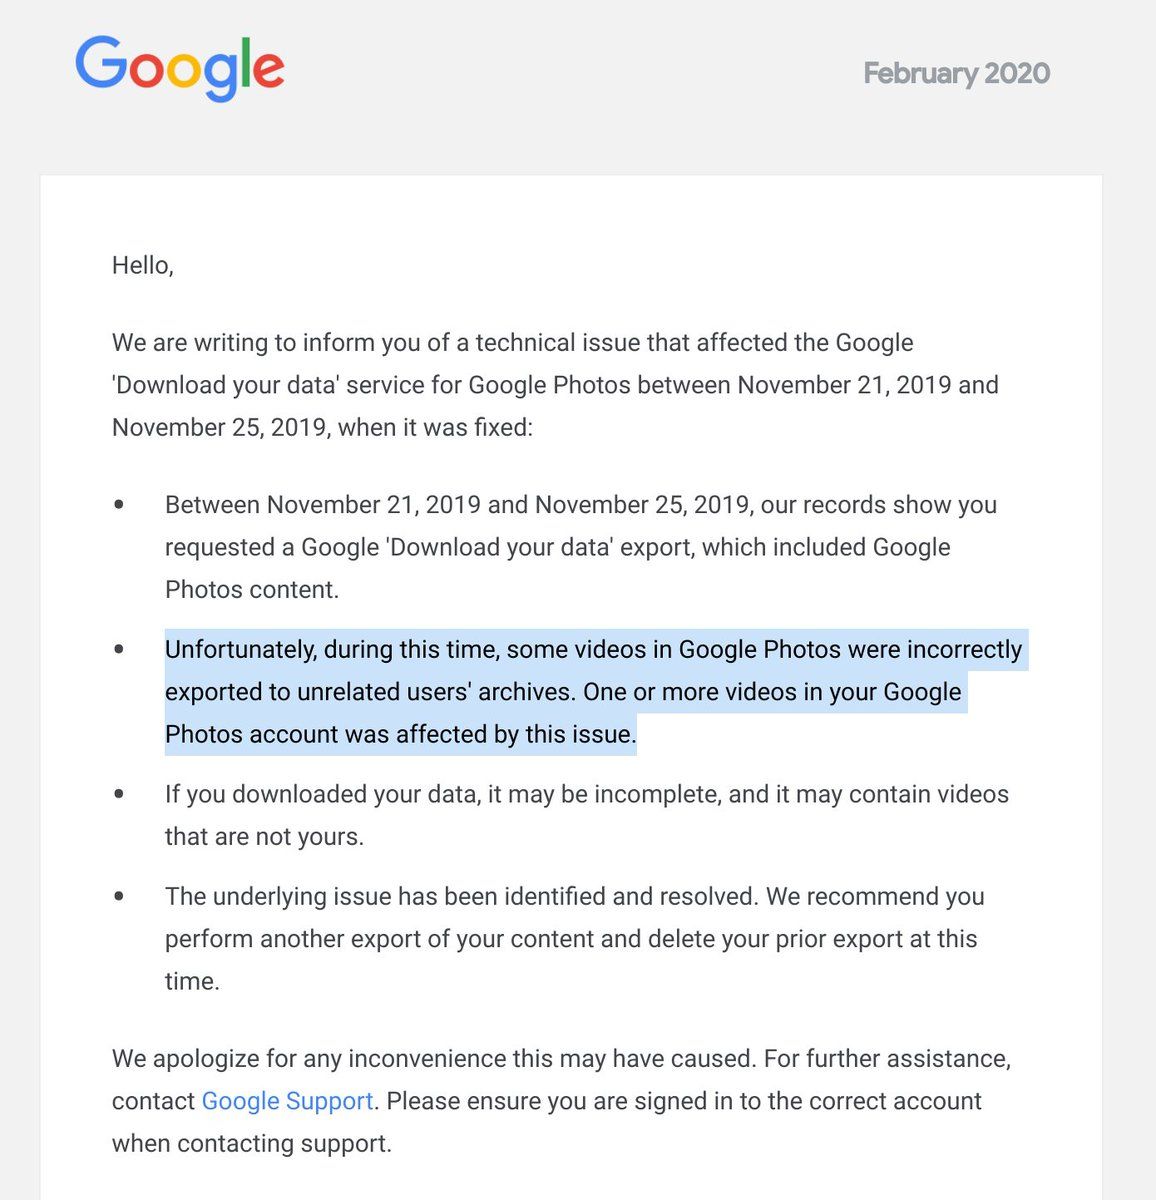 Google
February 2020
Hello,
We are writing to inform you of a technical issue that affected the Google
'Download your data' service for Google Photos between November 21, 2019 and
November 25, 2019, when it was fixed:
• Between November 21, 2019 and November 25, 2019, our records show you
requested a Google 'Download your data' export, which included Google
Photos content.
• Unfortunately, during this time, some videos in Google Photos were incorrectly
exported to unrelated users' archives. One or more videos in your Google
Photos account was affected by this issue.
• If you downloaded your data, it may be incomplete, and it may contain videos
that are not yours.
• The underlying issue has been identified and resolved. We recommend you
perform another export of your content and delete your prior export at this
time.
We apologize for any inconvenience this may have caused. For further assistance,
contact Google Support. Please ensure you are signed in to the correct account
when contacting support.